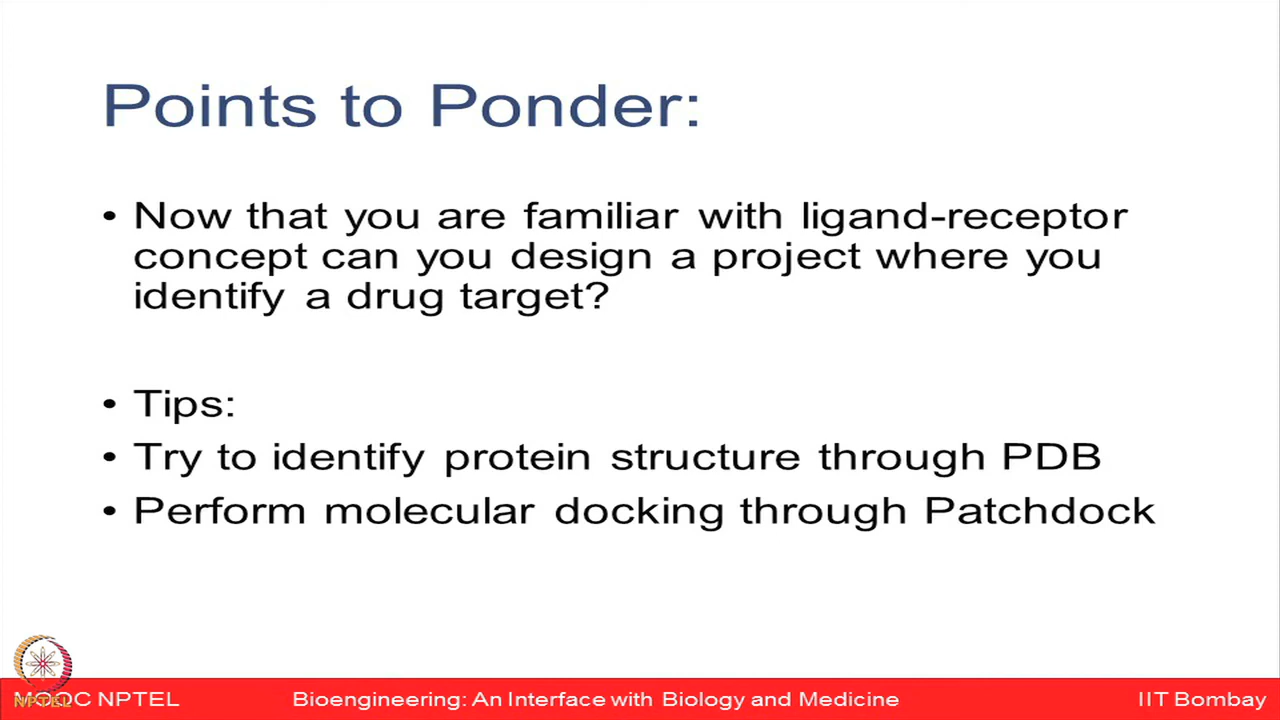 Points to Ponder:
• Now that you are familiar with ligand-receptor
concept can you design a project where you
identify a drug target?
• Tips:
• Try to identify protein structure through PDB
• Perform molecular docking through Patchdock
NPTEL
MOOC NPTEL Bioengineering: An Interface with Biology and Medicine IIT Bombay